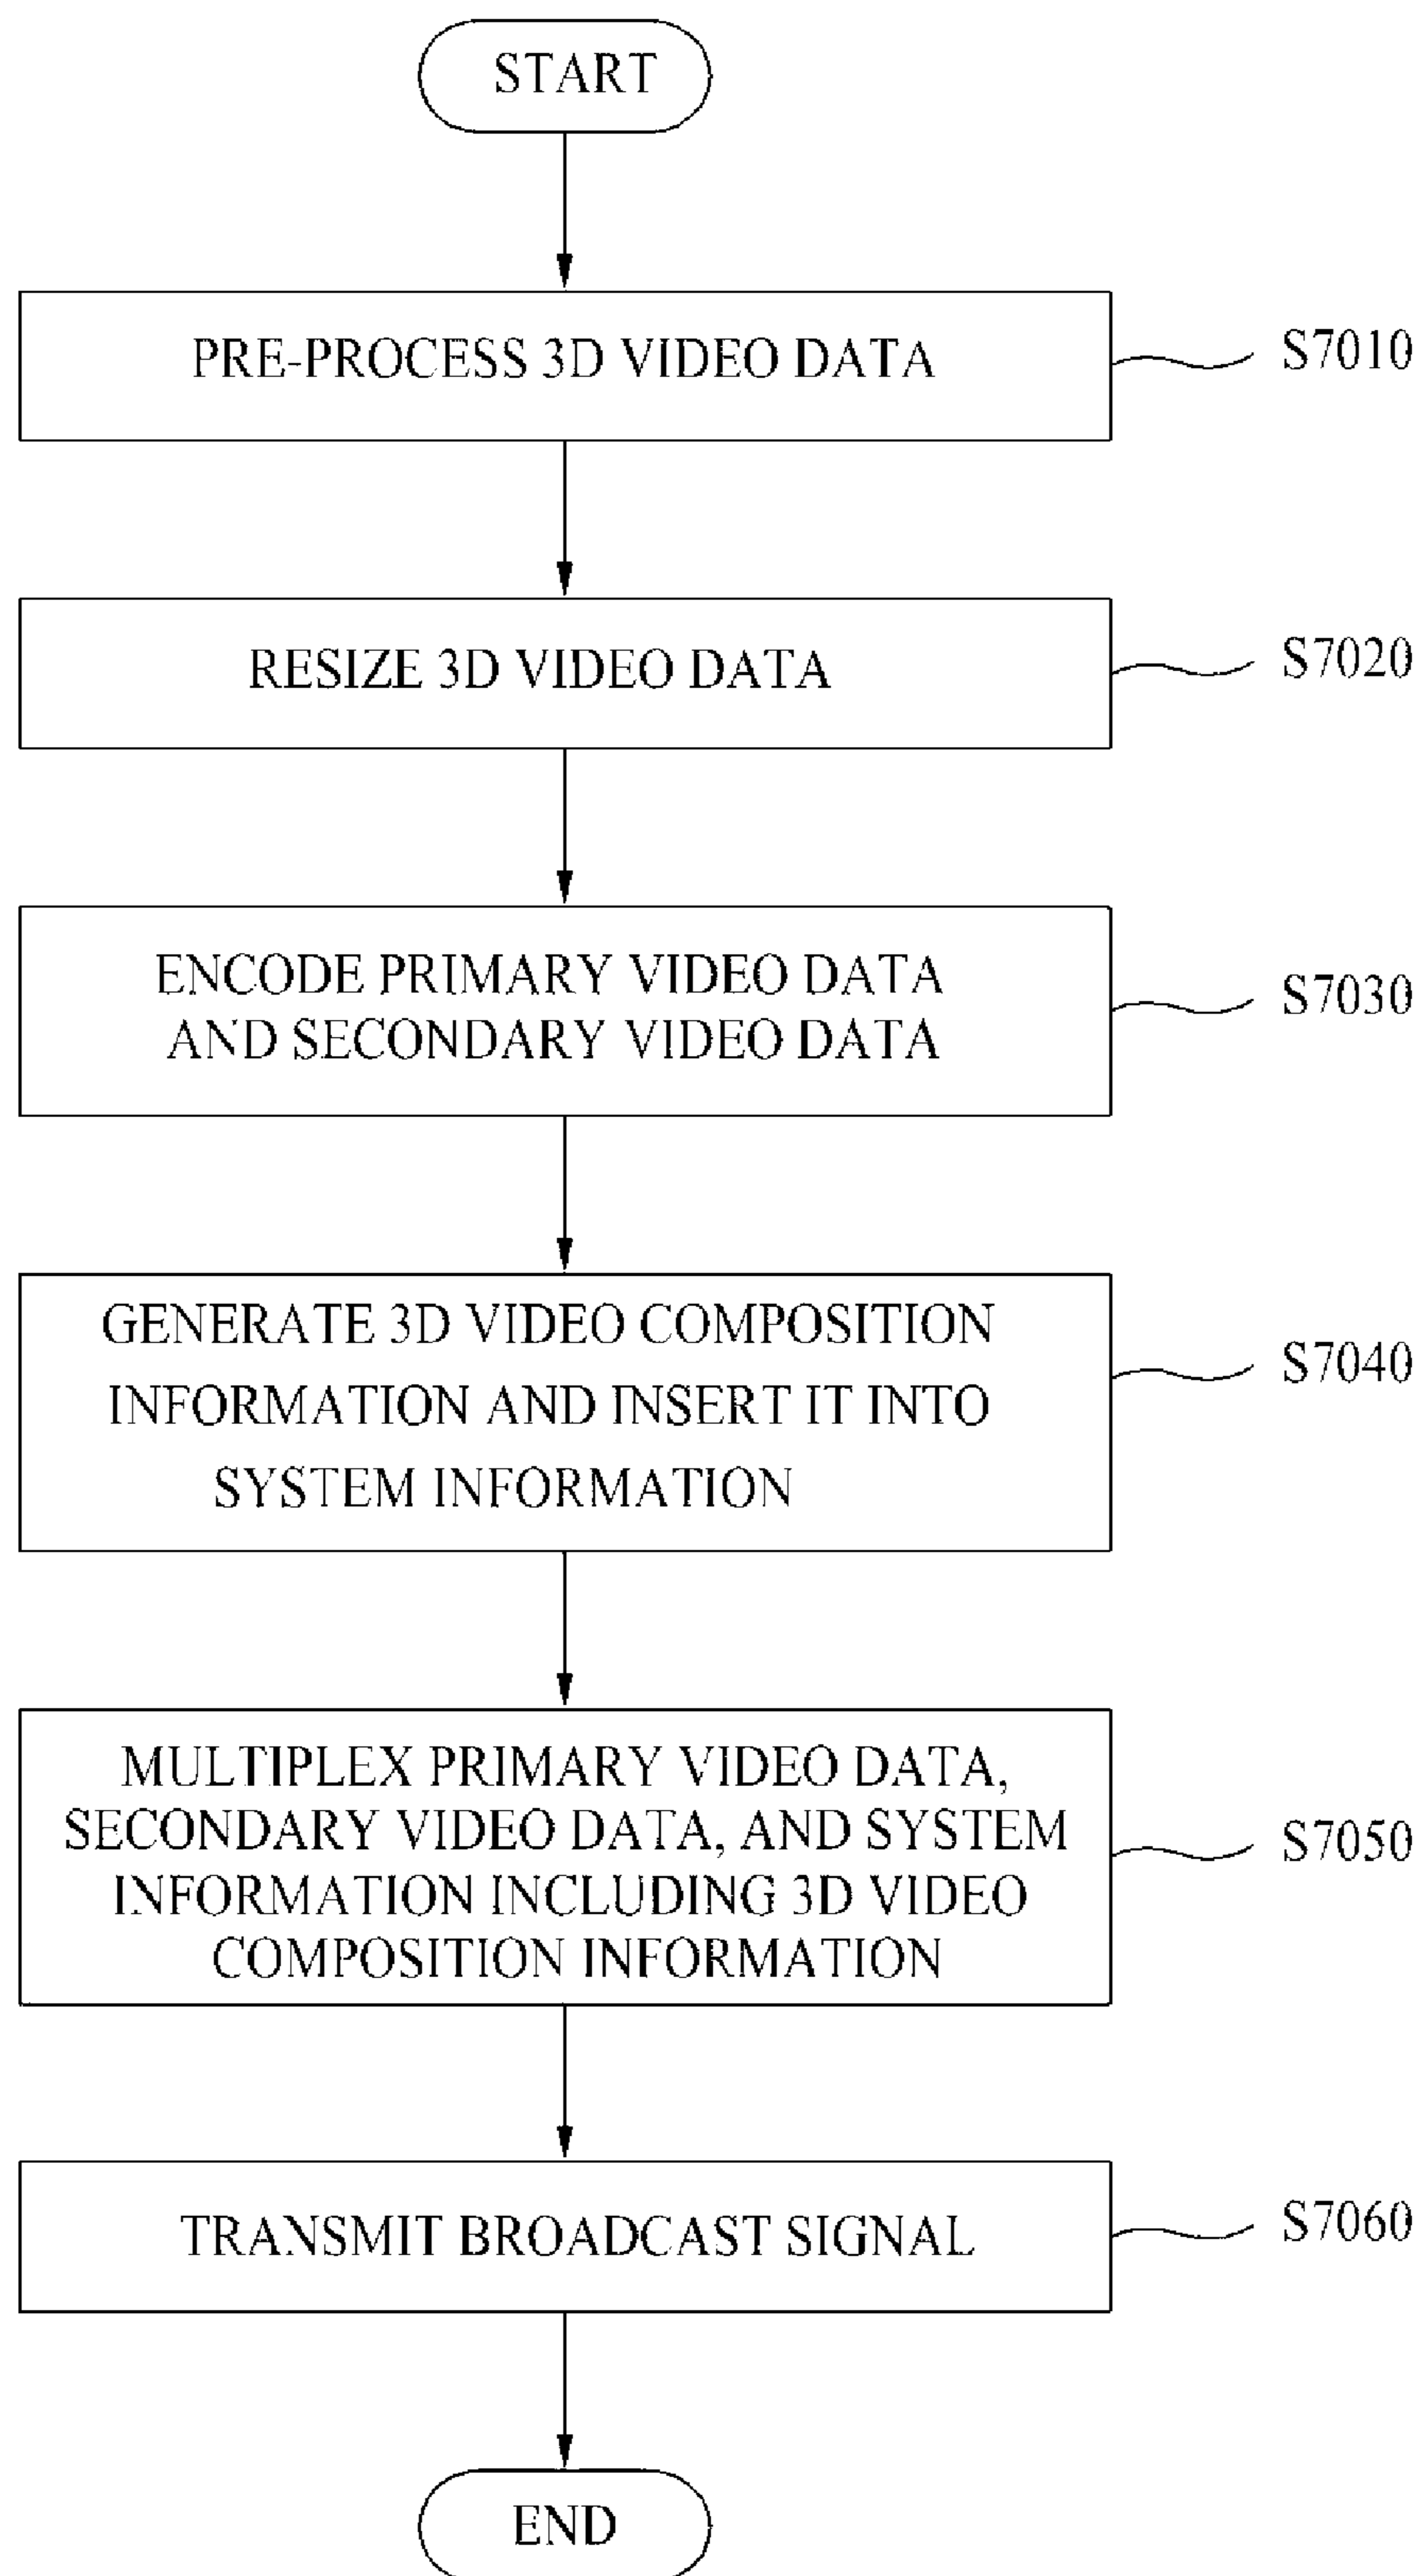 START
PRE-PROCESS 3D VIDEO DATA
S7010
RESIZE 3D VIDEO DATA
S7020
ENCODE PRIMARY VIDEO DATA
AND SECONDARY VIDEO DATA
S7030
GENERATE 3D VIDEO COMPOSITION
INFORMATION AND INSERT IT INTO
SYSTEM INFORMATION
S7040
MULTIPLEX PRIMARY VIDEO DATA,
SECONDARY VIDEO DATA, AND SYSTEM
INFORMATION INCLUDING 3D VIDEO
COMPOSITION INFORMATION
S7050
TRANSMIT BROADCAST SIGNAL
S7060
END